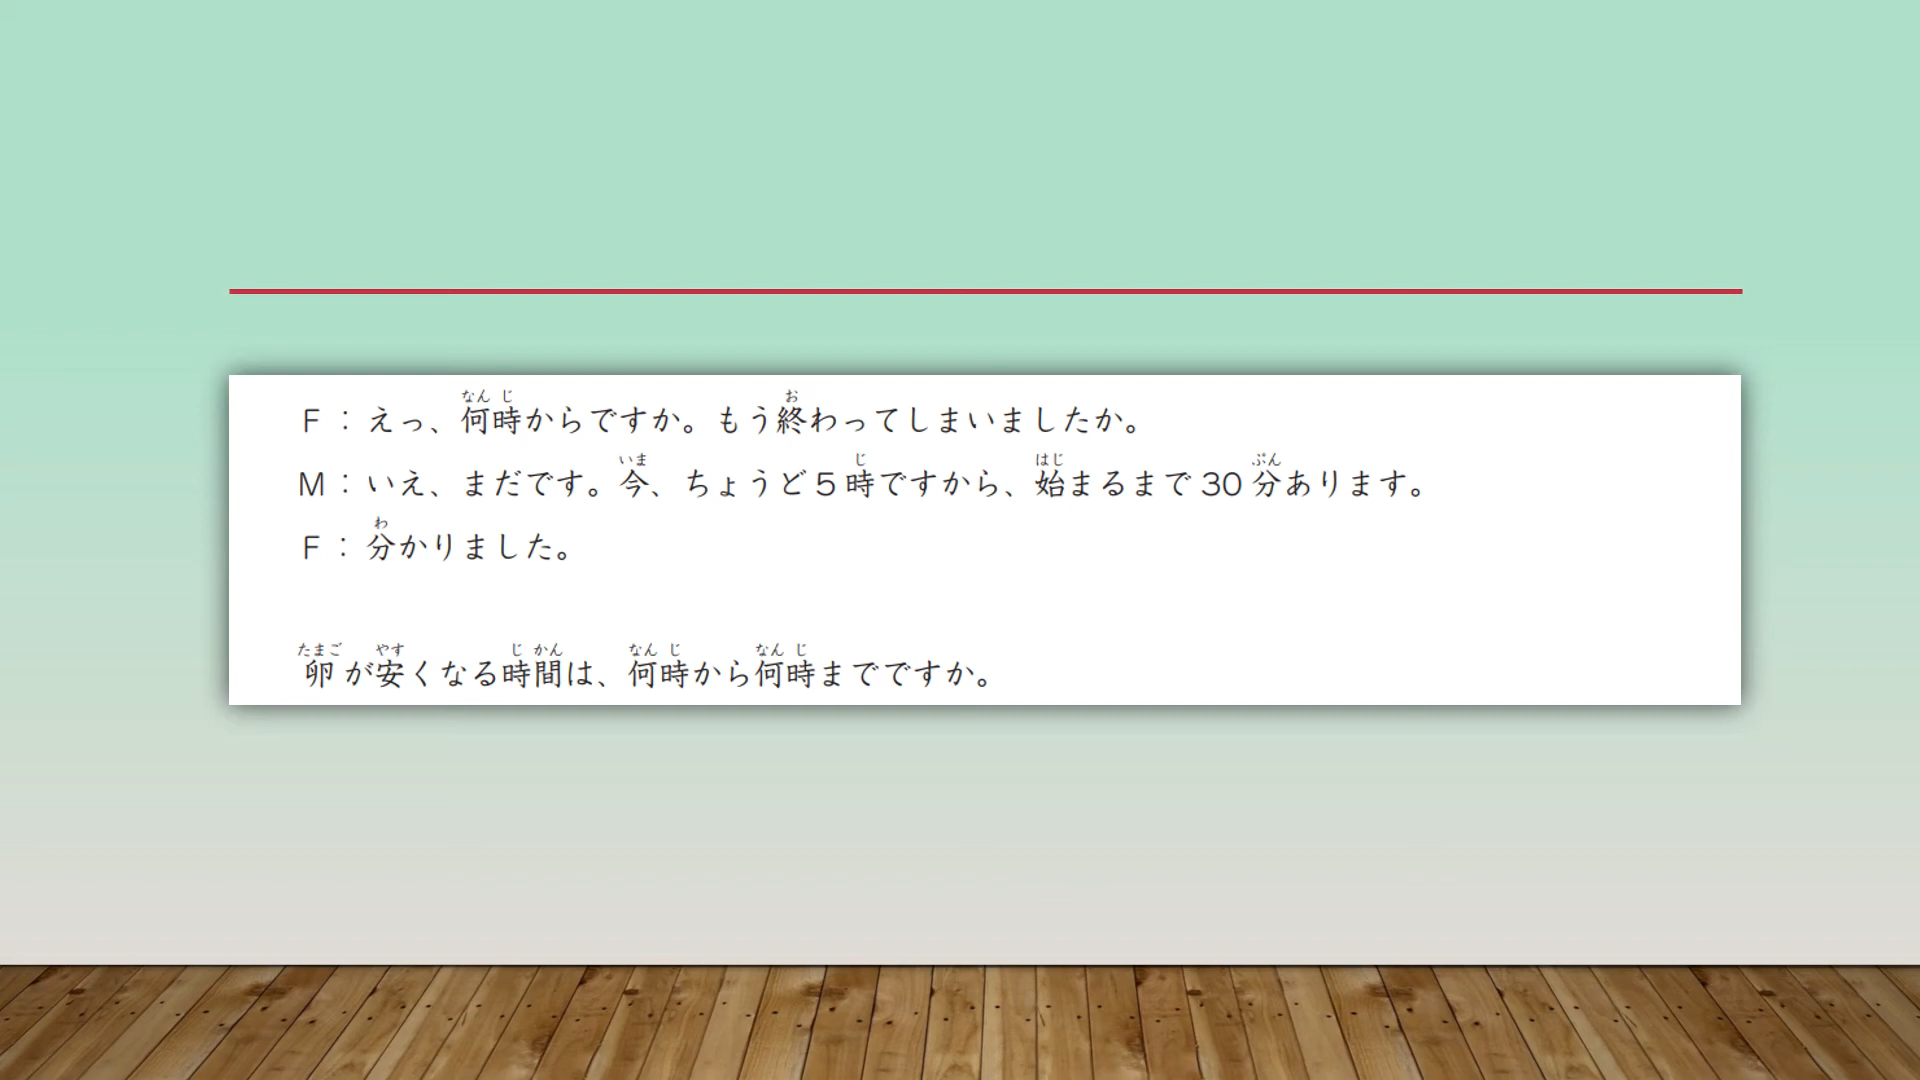 F：えっ、何時からですか。もう終わってしまいましたか。
M：いえ、まだです。今、ちょうど5時ですから、始まるまで30分あります。
F：分かりました。
卵が安くなる時間は、何時から何時までですか。